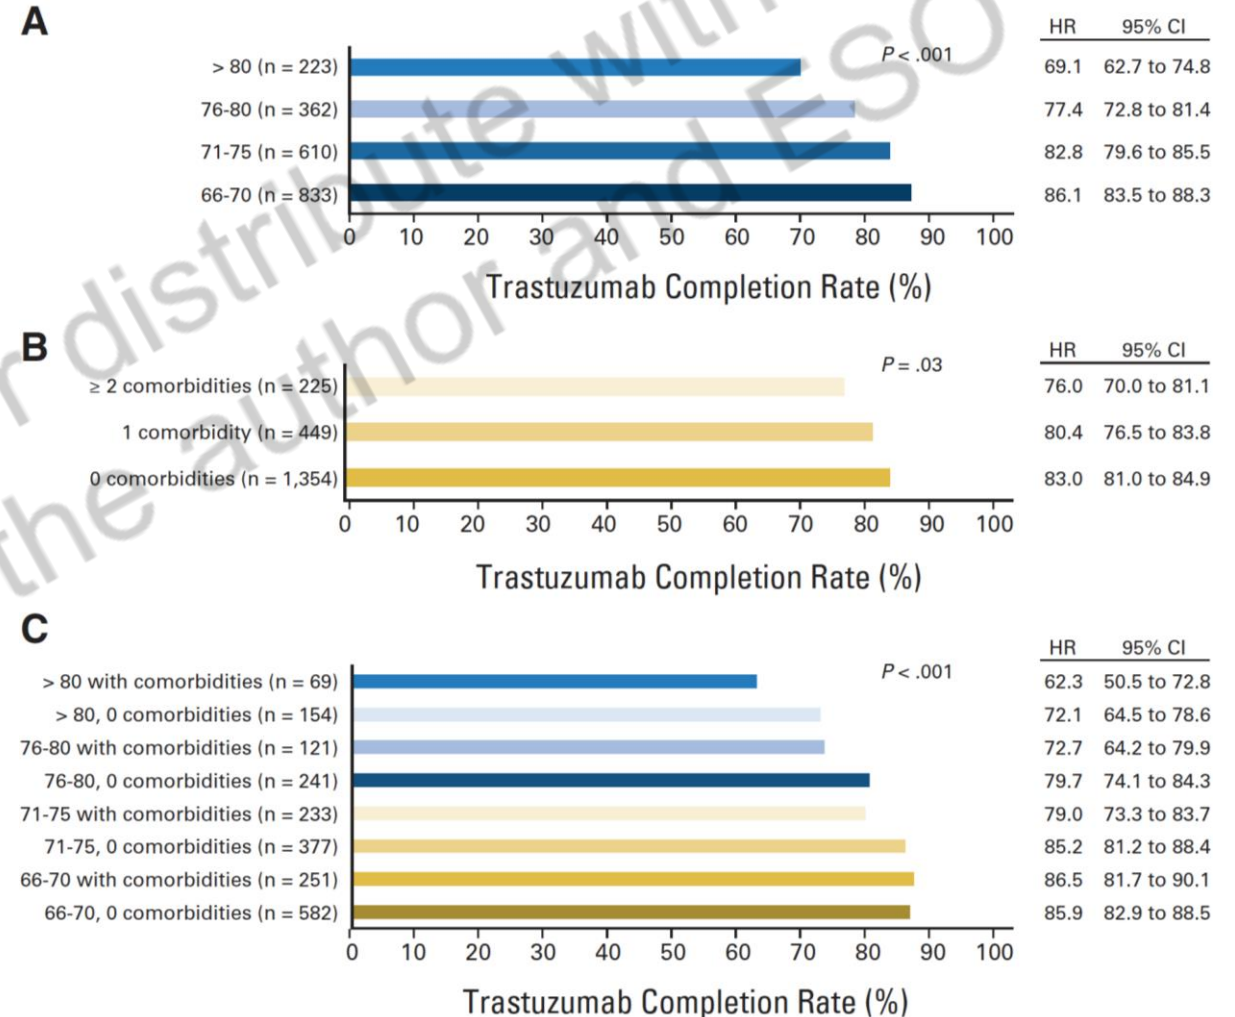 A
HR 95% CI
P < .001
> 80 (n = 223) 69.1 62.7 to 74.8
76-80 (n = 362) 77.4 72.8 to 81.4
71-75 (n = 610) 82.8 79.6 to 85.5
66-70 (n = 833) 86.1 83.5 to 88.3
0 10 20 30 40 50 60 70 80 90 100
Trastuzumab Completion Rate (%)
B
HR 95% CI
P = .03
≥ 2 comorbidities (n = 225) 76.0 70.0 to 81.1
1 comorbidity (n = 449) 80.4 76.5 to 83.8
0 comorbidities (n = 1,354) 83.0 81.0 to 84.9
0 10 20 30 40 50 60 70 80 90 100
Trastuzumab Completion Rate (%)
C
HR 95% CI
P < .001
> 80 with comorbidities (n = 69) 62.3 50.5 to 72.8
> 80, 0 comorbidities (n = 154) 72.1 64.5 to 78.6
76-80 with comorbidities (n = 121) 72.7 64.2 to 79.9
76-80, 0 comorbidities (n = 241) 79.7 74.1 to 84.3
71-75 with comorbidities (n = 233) 79.0 73.3 to 83.7
71-75, 0 comorbidities (n = 377) 85.2 81.2 to 88.4
66-70 with comorbidities (n = 251) 86.5 81.7 to 90.1
66-70, 0 comorbidities (n = 582) 85.9 82.9 to 88.5
0 10 20 30 40 50 60 70 80 90 100
Trastuzumab Completion Rate (%)
distribute with
the author and ESO